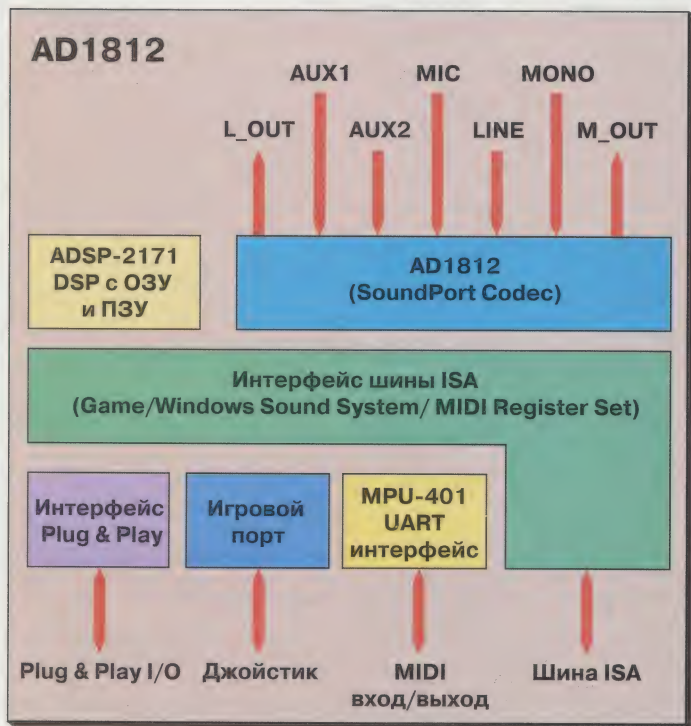 AD1812
AUX1 MIC MONO
L_OUT AUX2 LINE M_OUT
ADSP-2171
DSP с ОЗУ
и ПЗУ
AD1812
(SoundPort Codec)
Интерфейс шины ISA
(Game/Windows Sound System/ MIDI Register Set)
Интерфейс
Plug & Play
Игровой
порт
MPU-401
UART
интерфейс
Plug & Play I/O
Джойстик
MIDI
вход/выход
Шина ISA